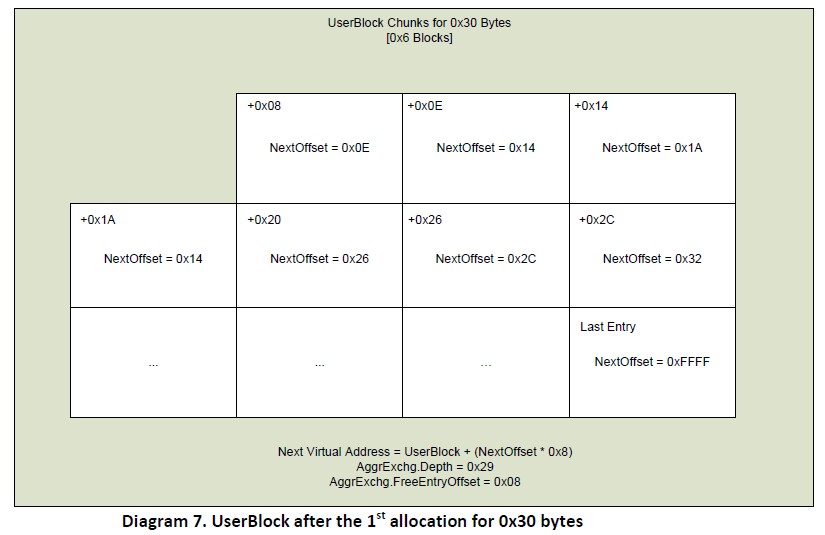 UserBlock Chunks for 0x30 Bytes
[0x6 Blocks]
+0x08
+0x0E
+0x14
NextOffset = 0x0E
NextOffset = 0x14
NextOffset = 0x1A
+0x1A
+0x20
+0x26
+0x2C
NextOffset = 0x14
NextOffset = 0x26
NextOffset = 0x2C
NextOffset = 0x32
Last Entry
...
...
...
NextOffset = 0xFFFF
Next Virtual Address = UserBlock + (NextOffset * 0x8)
AggrExchg.Depth = 0x29
AggrExchg.FreeEntryOffset = 0x08
Diagram 7. UserBlock after the 1st allocation for 0x30 bytes